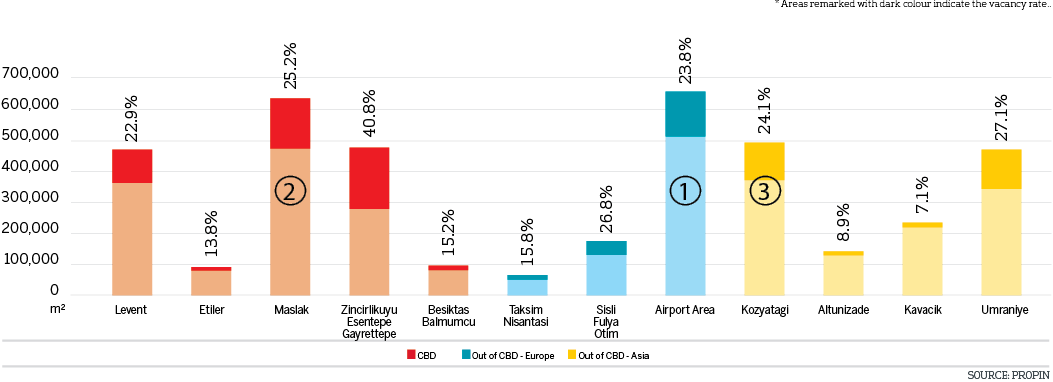 * Areas remarked with dark colour indicate the vacancy rate..
700,000
600,000
500,000
400,000
300,000
200,000
100,000
0
m²
22.9%
13.8%
25.2%
40.8%
15.2%
15.8%
26.8%
23.8%
24.1%
8.9%
7.1%
27.1%
2
1
3
Levent
Etiler
Maslak
Zincirlikuyu
Esentepe
Gayrettepe
Besiktas
Balmumcu
Taksim
Nisantasi
Sisli
Fulya
Otim
Airport Area
Kozyatagi
Altunizade
Kavacik
Umraniye
CBD
Out of CBD - Europe
Out of CBD - Asia
SOURCE: PROPIN